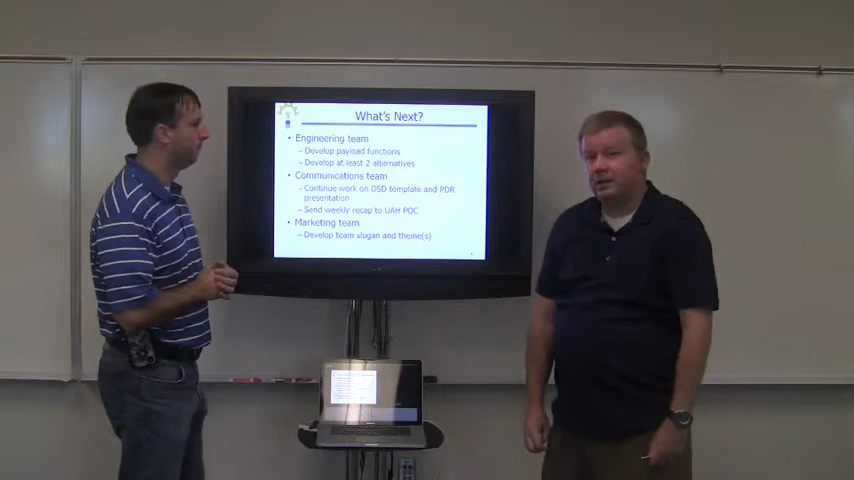 What's Next?
• Engineering team
– Develop payload functions
– Develop at least 2 alternatives
• Communications team
– Continue work on DSD template and PDR
presentation
– Send weekly recap to UAH POC
• Marketing team
– Develop team slogan and theme(s)